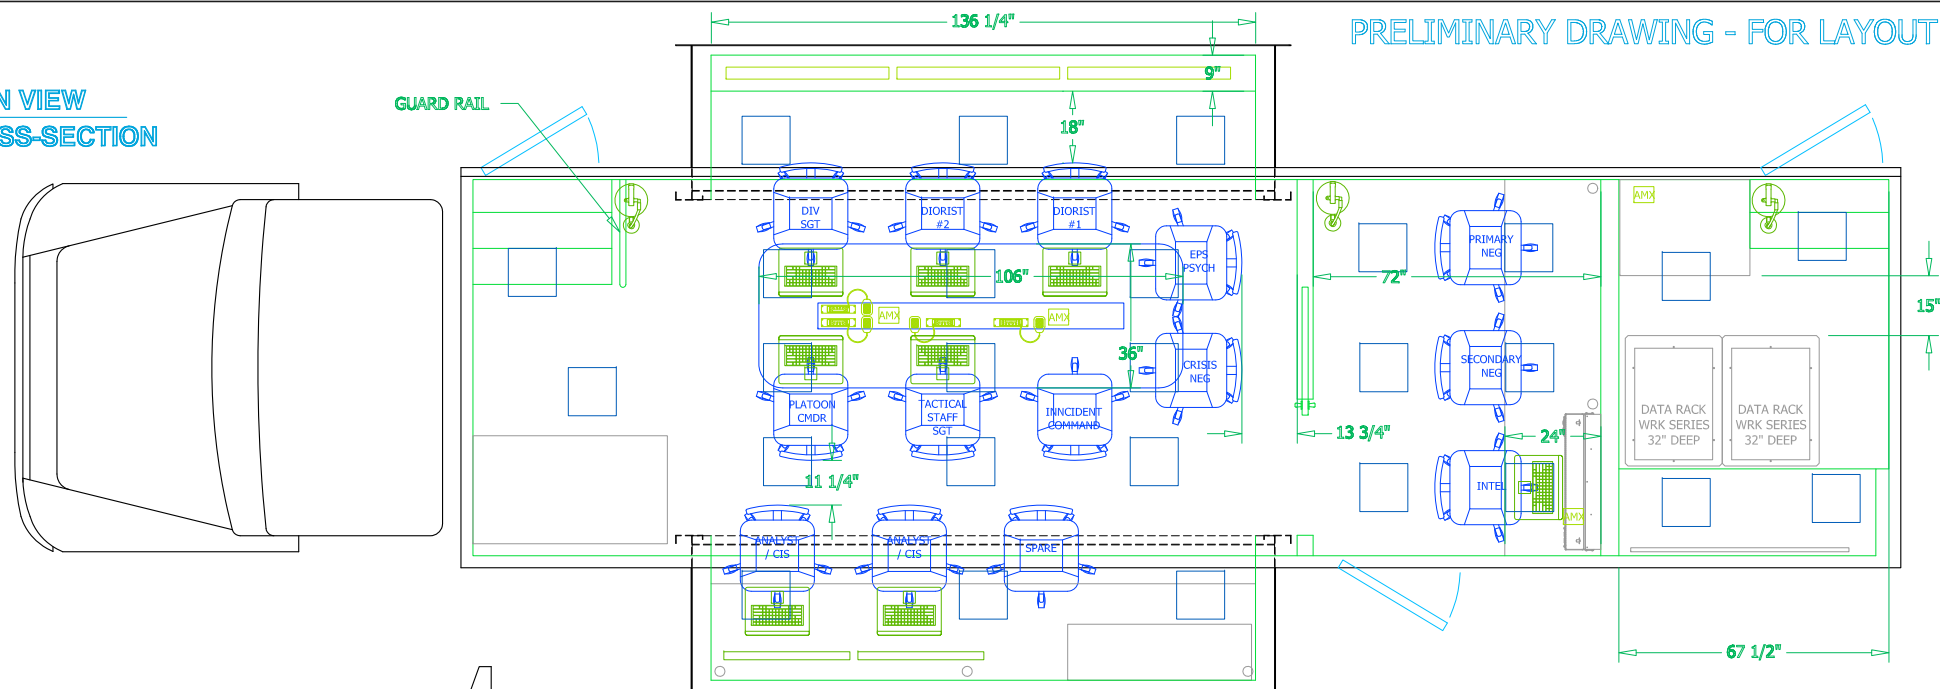 136 1/4"
PRELIMINARY DRAWING - FOR LAYOUT
9"
N VIEW
SS-SECTION
GUARD RAIL
18"
DIV
SGT
DIORIST
#2
DIORIST
#1
EPS
PSYCH
106"
AMX
AMX
36"
CRISIS
NEG
PLATOON
CMDR
TACTICAL
STAFF
SGT
INNCIDENT
COMMAND
11 1/4"
13 3/4"
ANALYST
/ CIS
ANALYST
/ CIS
SPARE
PRIMARY
NEG
72"
SECONDARY
NEG
24"
INTEL
AMX
AMX
15"
DATA RACK
WRK SERIES
32" DEEP
DATA RACK
WRK SERIES
32" DEEP
67 1/2"